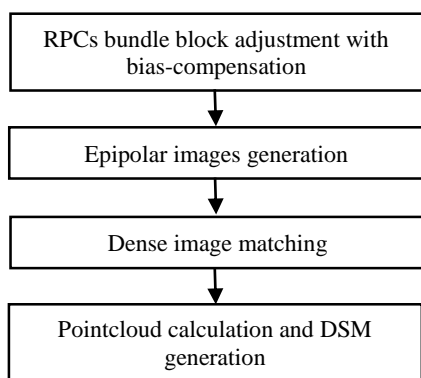 RPCs bundle block adjustment with
bias-compensation
Epipolar images generation
Dense image matching
Pointcloud calculation and DSM
generation